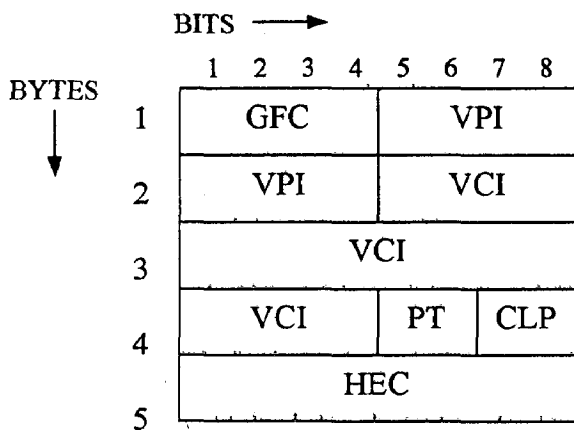 BITS
1 2 3 4 5 6 7 8
BYTES
1 GFC VPI
2 VPI VCI
3 VCI
4 VCI PT CLP
HEC
5